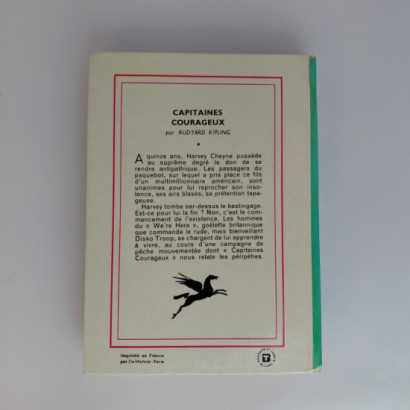 CAPITAINES
COURAGEUX
par RUDYARD KIPLING
*
A quinze ans, Harvey Cheyne possède
au suprême degré le don de se
rendre antipathique. Les passagers du
paquebot, sur lequel a pris place ce fils
d'un multimillionnaire américain, sont
unanimes pour lui reprocher son inso-
lence, ses airs blasés, sa prétention tapa-
geuse.
Harvey tombe par-dessus le bastingage.
Est-ce pour lui la fin ? Non, c'est le com-
mencement de l'existence. Les hommes
du « We're Here », goélette britannique
que commande le rude, mais bienveillant
Disko Troop, se chargent de lui apprendre
à vivre, au cours d'une campagne de
pêche mouvementée dont « Capitaines
Courageux » nous relate les péripéties.
Imprimé en France
par De Matteis-Paris
T